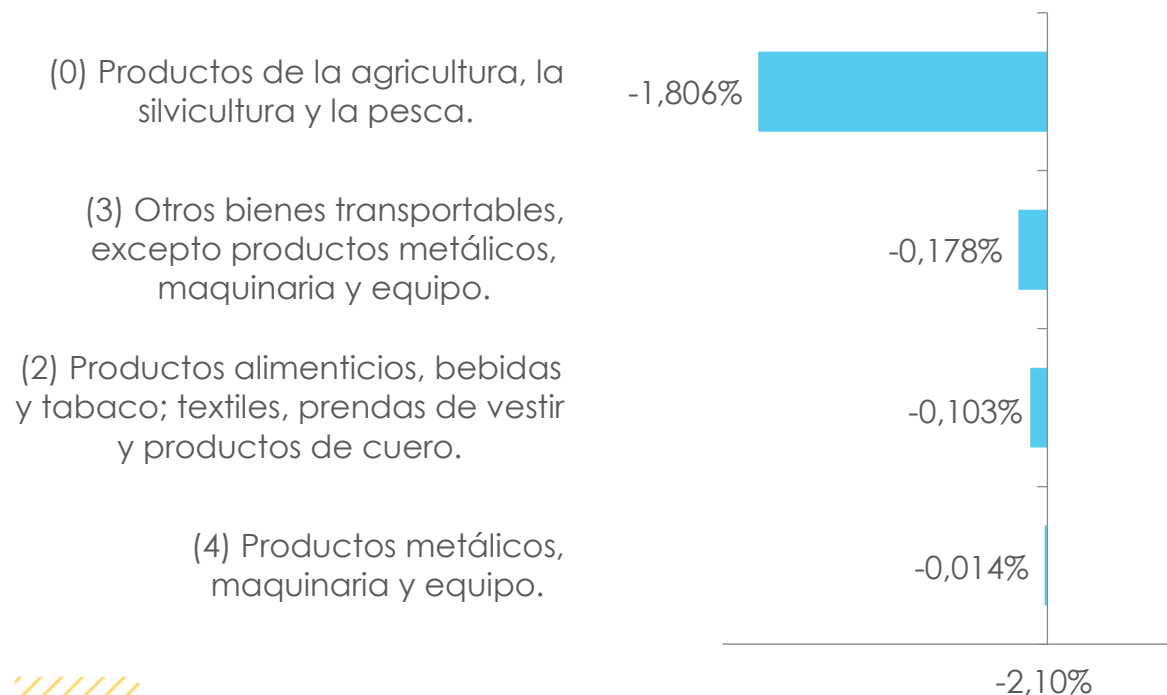 (0) Productos de la agricultura, la
silvicultura y la pesca.
-1,806%
(3) Otros bienes transportables,
excepto productos metálicos,
maquinaria y equipo.
-0,178%
(2) Productos alimenticios, bebidas
y tabaco; textiles, prendas de vestir
y productos de cuero.
-0,103%
(4) Productos metálicos,
maquinaria y equipo.
-0,014%
-2,10%